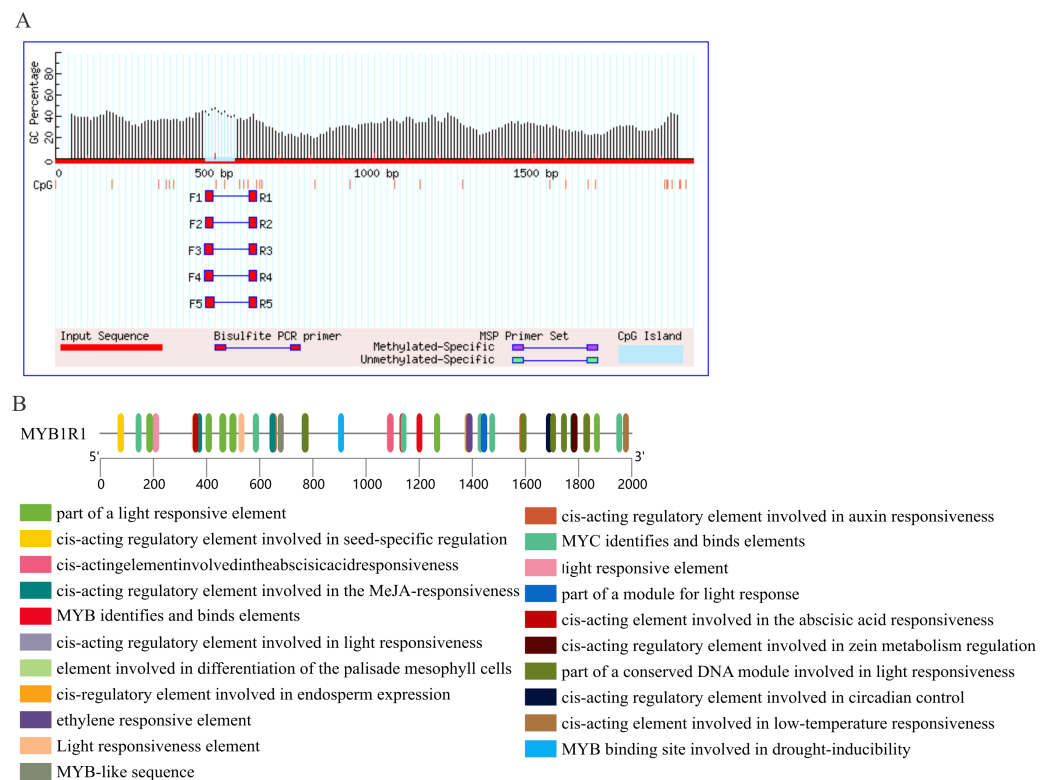 A
GC Percentage
80
60
40
20
0
0 500 bp 1000 bp 1500 bp
CpG
F1 R1
F2 R2
F3 R3
F4 R4
F5 R5
Input Sequence
Bisulfite PCR primer
MSP Primer Set
Methylated-Specific
Unmethylated-Specific
CpG Island
B
MYB1R1
5' 3'
0 200 400 600 800 1000 1200 1400 1600 1800 2000
part of a light responsive element
cis-acting regulatory element involved in seed-specific regulation
cis-actingelementinvolvedintheabscisicacidresponsiveness
cis-acting regulatory element involved in the MeJA-responsiveness
MYB identifies and binds elements
cis-acting regulatory element involved in light responsiveness
element involved in differentiation of the palisade mesophyll cells
cis-regulatory element involved in endosperm expression
ethylene responsive element
Light responsiveness element
MYB-like sequence
cis-acting regulatory element involved in auxin responsiveness
MYC identifies and binds elements
light responsive element
part of a module for light response
cis-acting element involved in the abscisic acid responsiveness
cis-acting regulatory element involved in zein metabolism regulation
part of a conserved DNA module involved in light responsiveness
cis-acting regulatory element involved in circadian control
cis-acting element involved in low-temperature responsiveness
MYB binding site involved in drought-inducibility